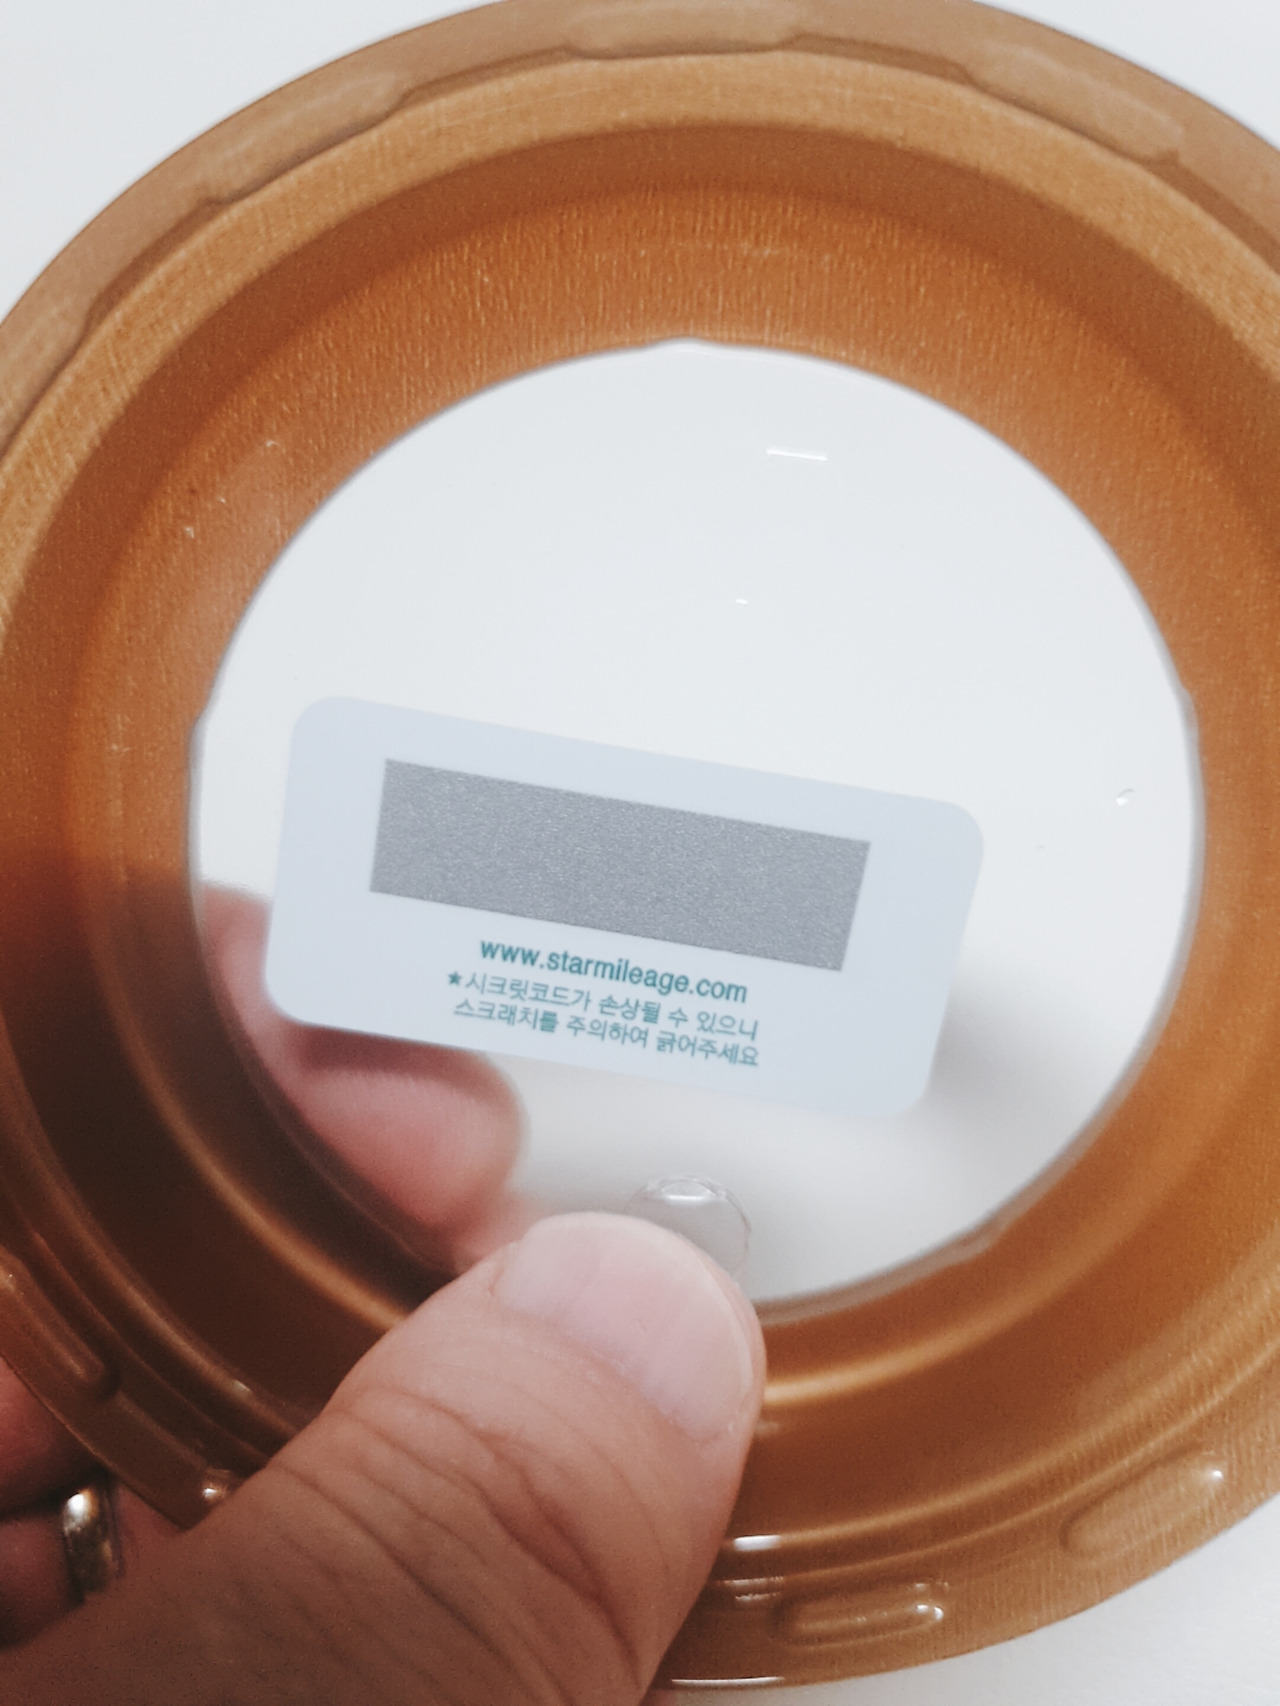 www.starmileage.com
★시크릿코드가 손상될 수 있으니
스크래치를 주의하여 긁어주세요